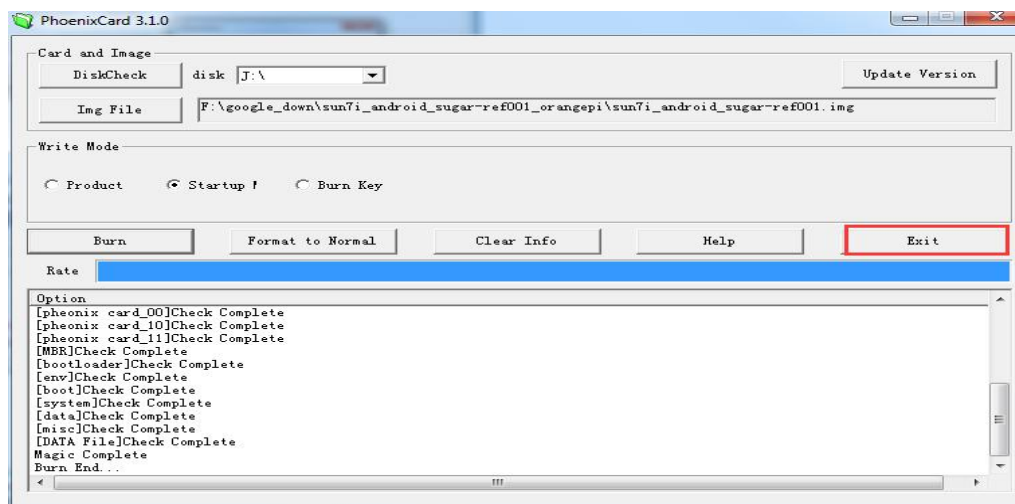 PhoenixCard 3.1.0
Card and Image
DiskCheck disk J:\ Update Version
Img File F:\google_down\sun7i_android_sugar-ref001_orangepi\sun7i_android_sugar-ref001.img
Write Mode
Product Startup Burn Key
Burn Format to Normal Clear Info Help Exit
Rate
Option
[pheonix card_00]Check Complete
[pheonix card_10]Check Complete
[pheonix card_11]Check Complete
[MBR]Check Complete
[bootloader]Check Complete
[env]Check Complete
[boot]Check Complete
[system]Check Complete
[data]Check Complete
[misc]Check Complete
[DATA File]Check Complete
Magic Complete
Burn End...